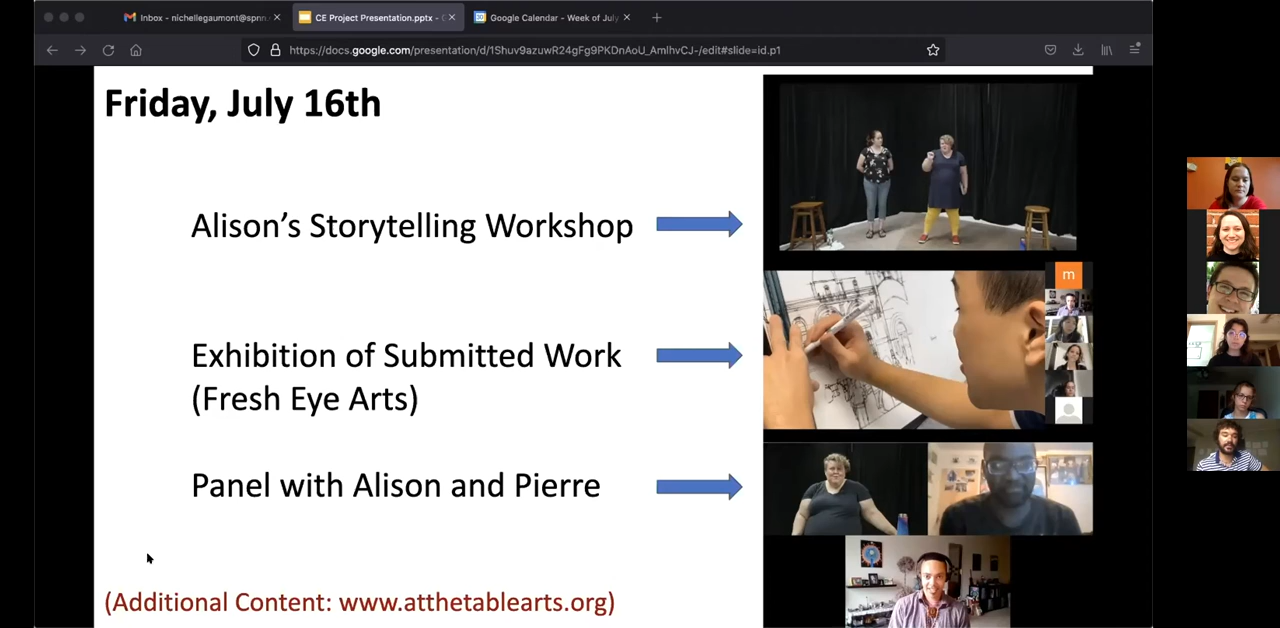 Inbox - nichellegaumont@spnn.
CE Project Presentation.pptx - G
Google Calendar - Week of July
https://docs.google.com/presentation/d/1Shuv9azuwR24gFg9PKDnAoU_AmlhvCJ-/edit#slide=id.p1
Friday, July 16th
Alison’s Storytelling Workshop
m
Exhibition of Submitted Work
(Fresh Eye Arts)
Panel with Alison and Pierre
(Additional Content: www.atthetablearts.org)